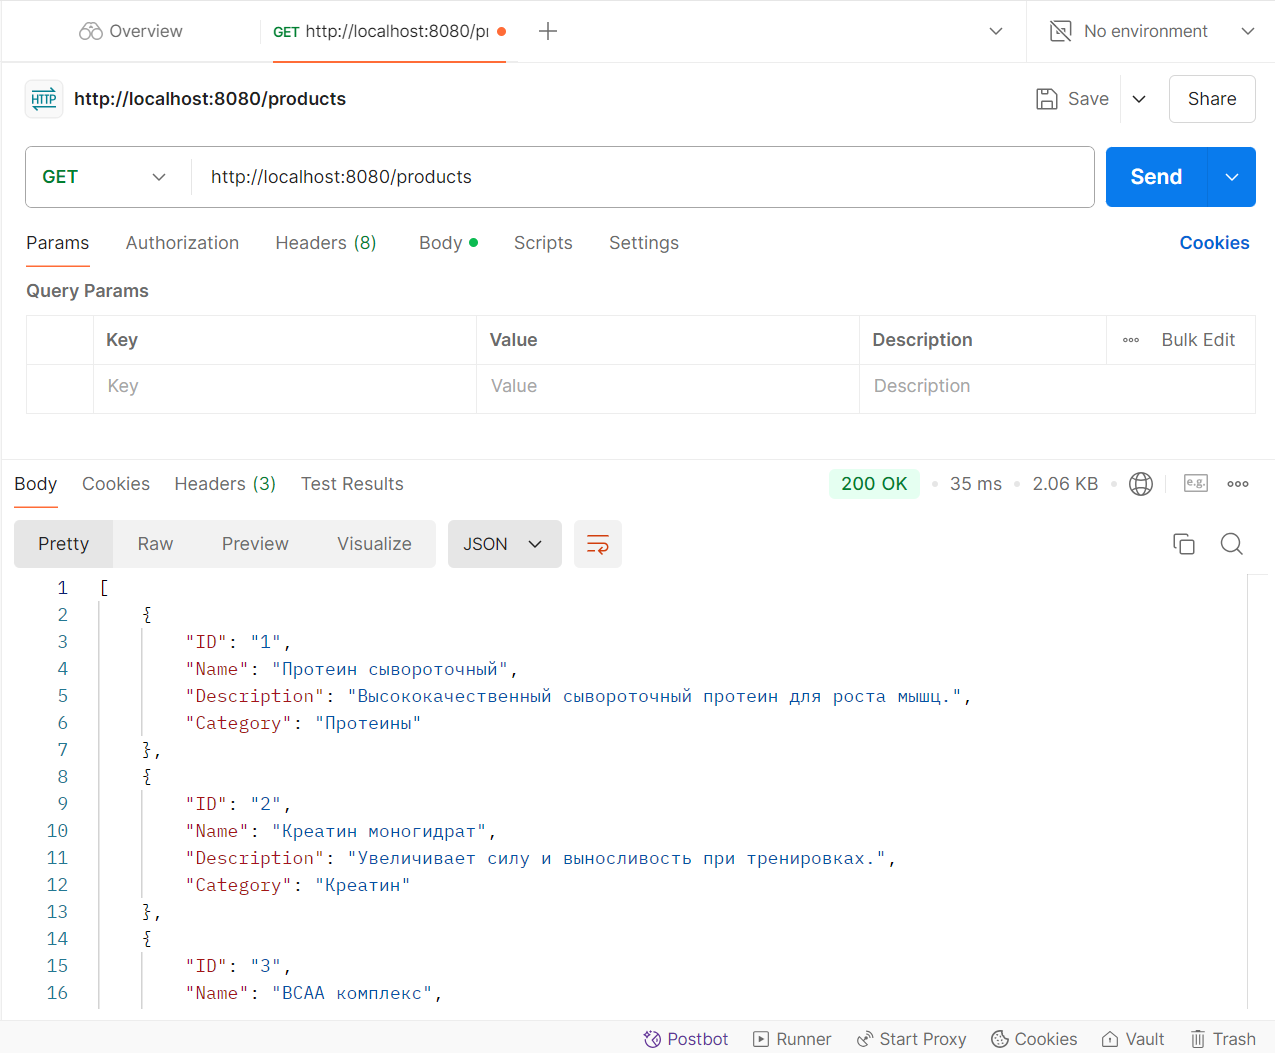 Overview
GET http://localhost:8080/pr
No environment
HTTP http://localhost:8080/products
Save
Share
GET http://localhost:8080/products
Send
Params Authorization Headers (8) Body Scripts Settings Cookies
Query Params
Key Value Description Bulk Edit
Key Value Description
Body Cookies Headers (3) Test Results 200 OK 35 ms 2.06 KB e.g.
Pretty Raw Preview Visualize JSON
1 [
2 {
3 "ID": "1",
4 "Name": "Протеин сывороточный",
5 "Description": "Высококачественный сывороточный протеин для роста мышц.",
6 "Category": "Протеины"
7 },
8 {
9 "ID": "2",
10 "Name": "Креатин моногидрат",
11 "Description": "Увеличивает силу и выносливость при тренировках.",
12 "Category": "Креатин"
13 },
14 {
15 "ID": "3",
16 "Name": "BCAA комплекс",
Postbot Runner Start Proxy Cookies Vault Trash